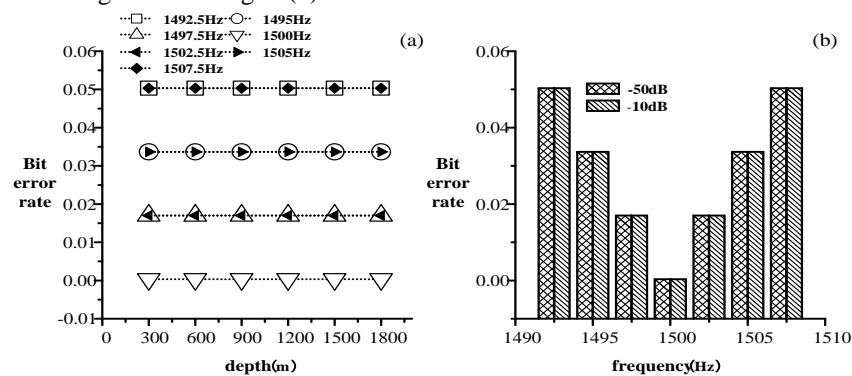 1492.5Hz 1495Hz
1497.5Hz 1500Hz
1502.5Hz 1505Hz
1507.5Hz
(a)
0.06
0.05
0.04
0.03
0.02
0.01
0.00
-0.01
Bit
error
rate
0 300 600 900 1200 1500 1800
depth(m)
(b)
-50dB
-10dB
0.06
0.04
0.02
0.00
Bit
error
rate
1490 1495 1500 1505 1510
frequency(Hz)